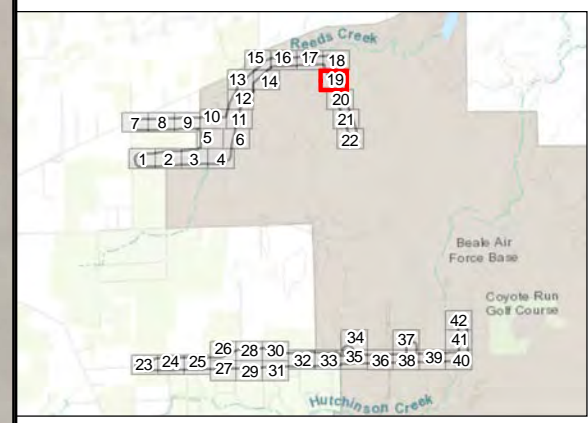 Reeds Creek
15 16 17 18
13 14 19
12 20
7 8 9 10 11 21
5 6 22
1 2 3 4
Beale Air
Force Base
Coyote Run
Golf Course
42
34 37 41
26 28 30
23 24 25 32 33 35 36 38 39 40
27 29 31
Hutchinson Creek